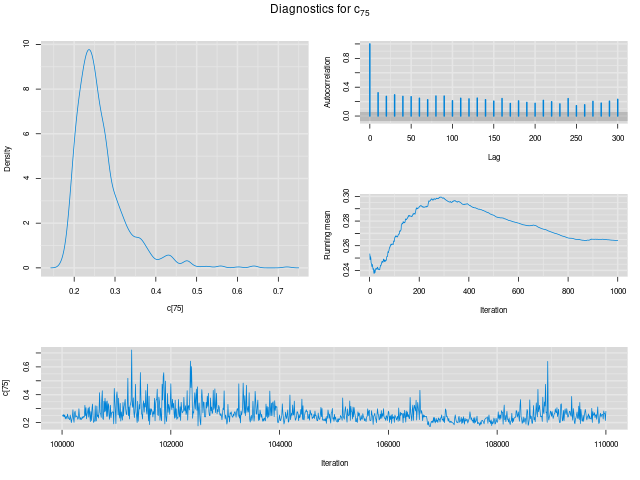 Diagnostics for c75
Density
0
2
4
6
8
10
0.2 0.3 0.4 0.5 0.6 0.7
c[75]
Autocorrelation
0.0 0.4 0.8
0 50 100 150 200 250 300
Lag
Running mean
0.24 0.26 0.28 0.30
0 200 400 600 800 1000
Iteration
c[75]
0.2 0.4 0.6
100000 102000 104000 106000 108000 110000
Iteration